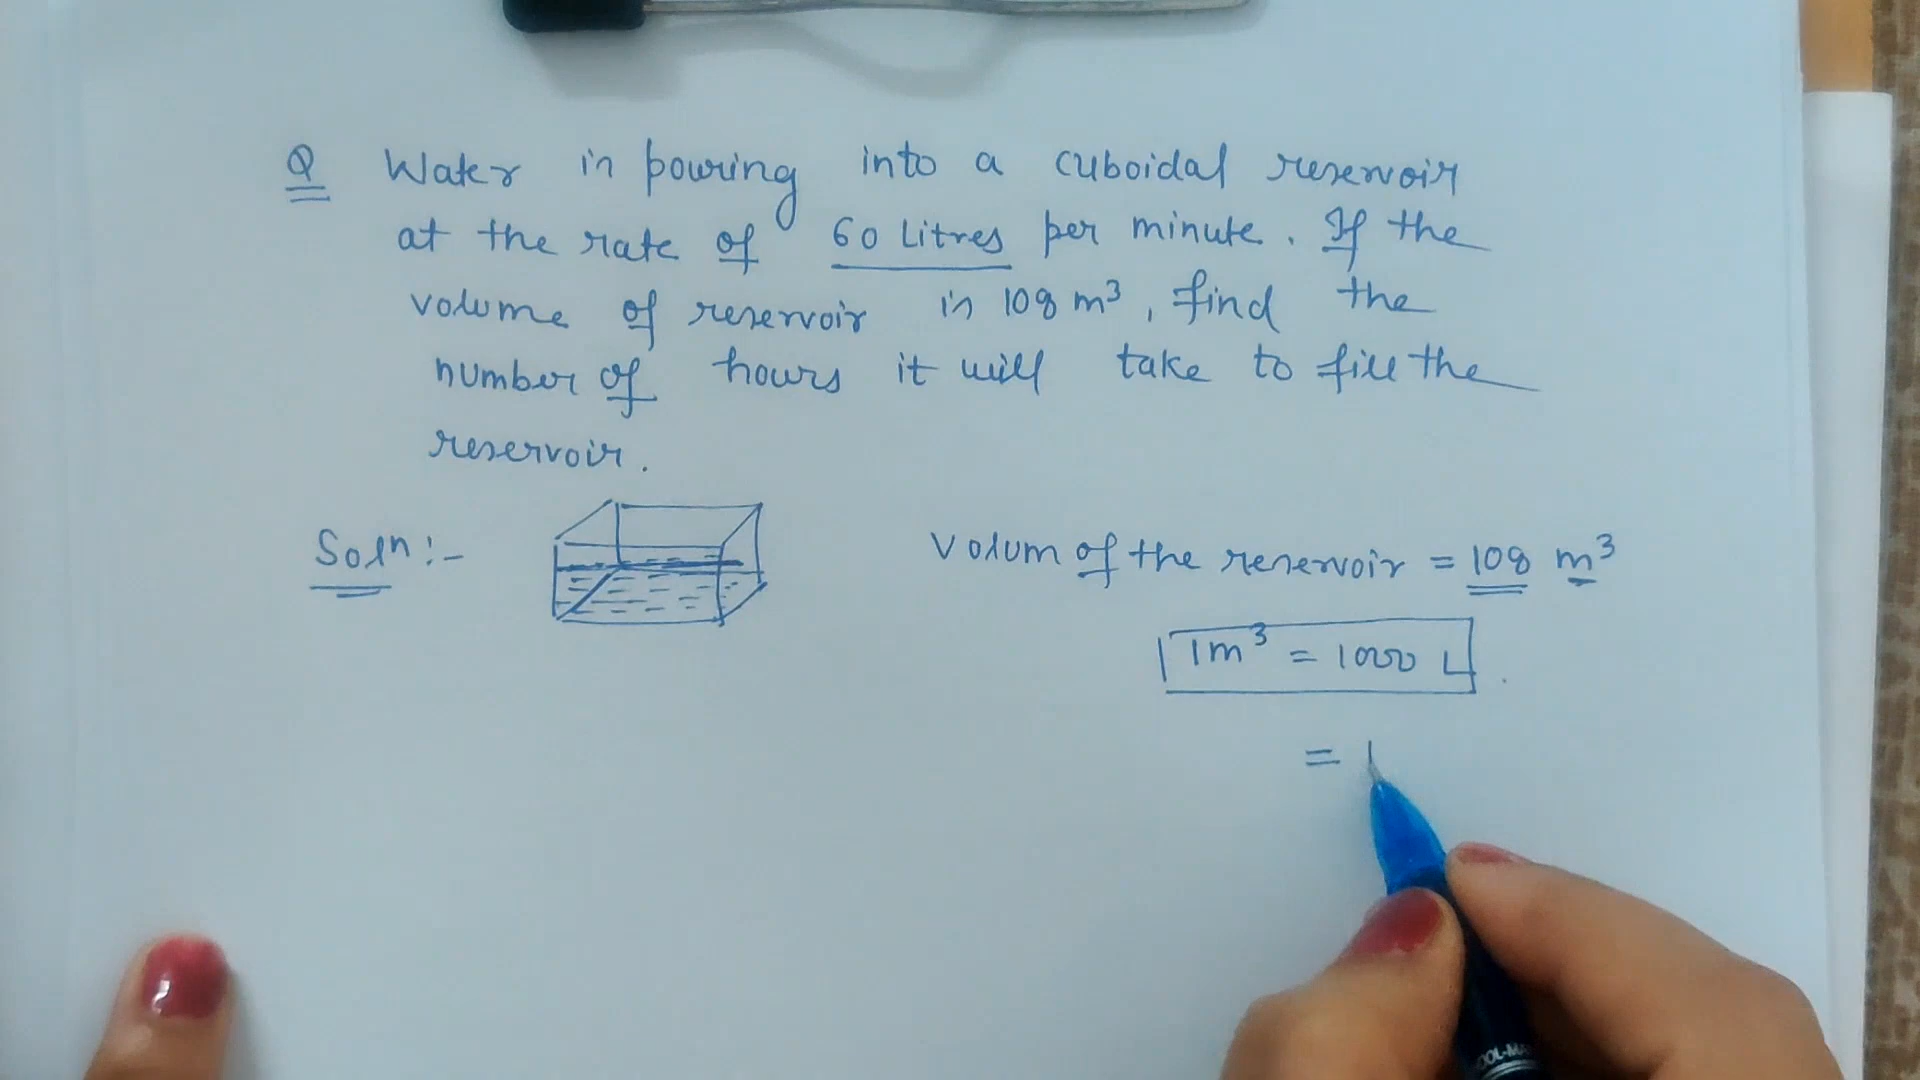 Q Water is pouring into a cuboidal reservoir
at the rate of 60 Litres per minute. If the
volume of reservoir is 108 m³, find the
number of hours it will take to fill the
reservoir.
Soln:-
Volum of the reservoir = 108 m³
1m³ = 1000 L
= 1